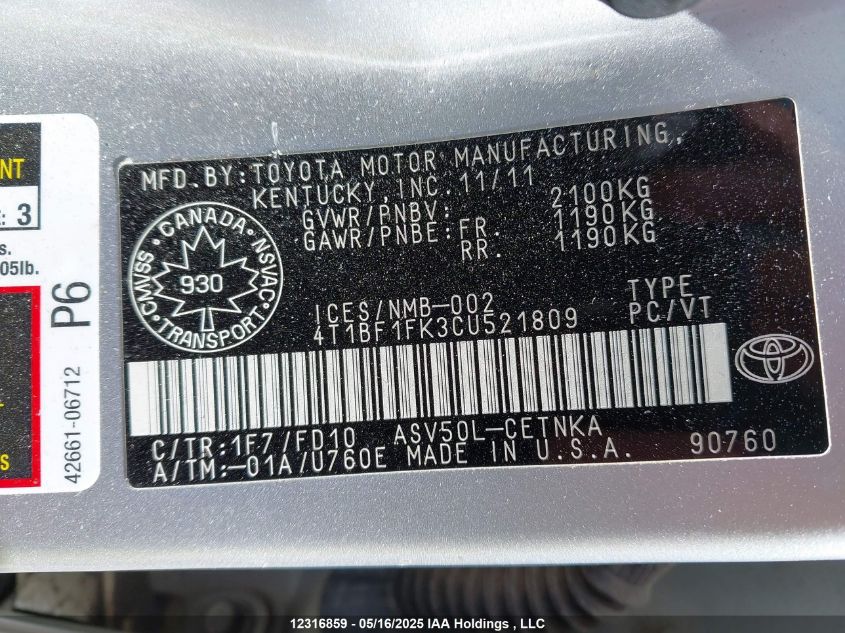 NT
: 3
s.
05lb.
S
P6
42661-06712
MFD.BY:TOYOTA MOTOR MANUFACTURING,
KENTUCKY,INC.11/11
GVWR/PNBV: 2100KG
GAWR/PNBE:FR. 1190KG
RR. 1190KG
CANADA
CMVSS 930 NSVAC
TRANSPORT
ICES/NMB-002 TYPE
4T1BF1FK3CU521809 PC/VT
C/TR:1F7/FD10 ASV50L-CETNKA
A/TM:-01A/U760E MADE IN U.S.A. 90760
12316859 - 05/16/2025 IAA Holdings , LLC